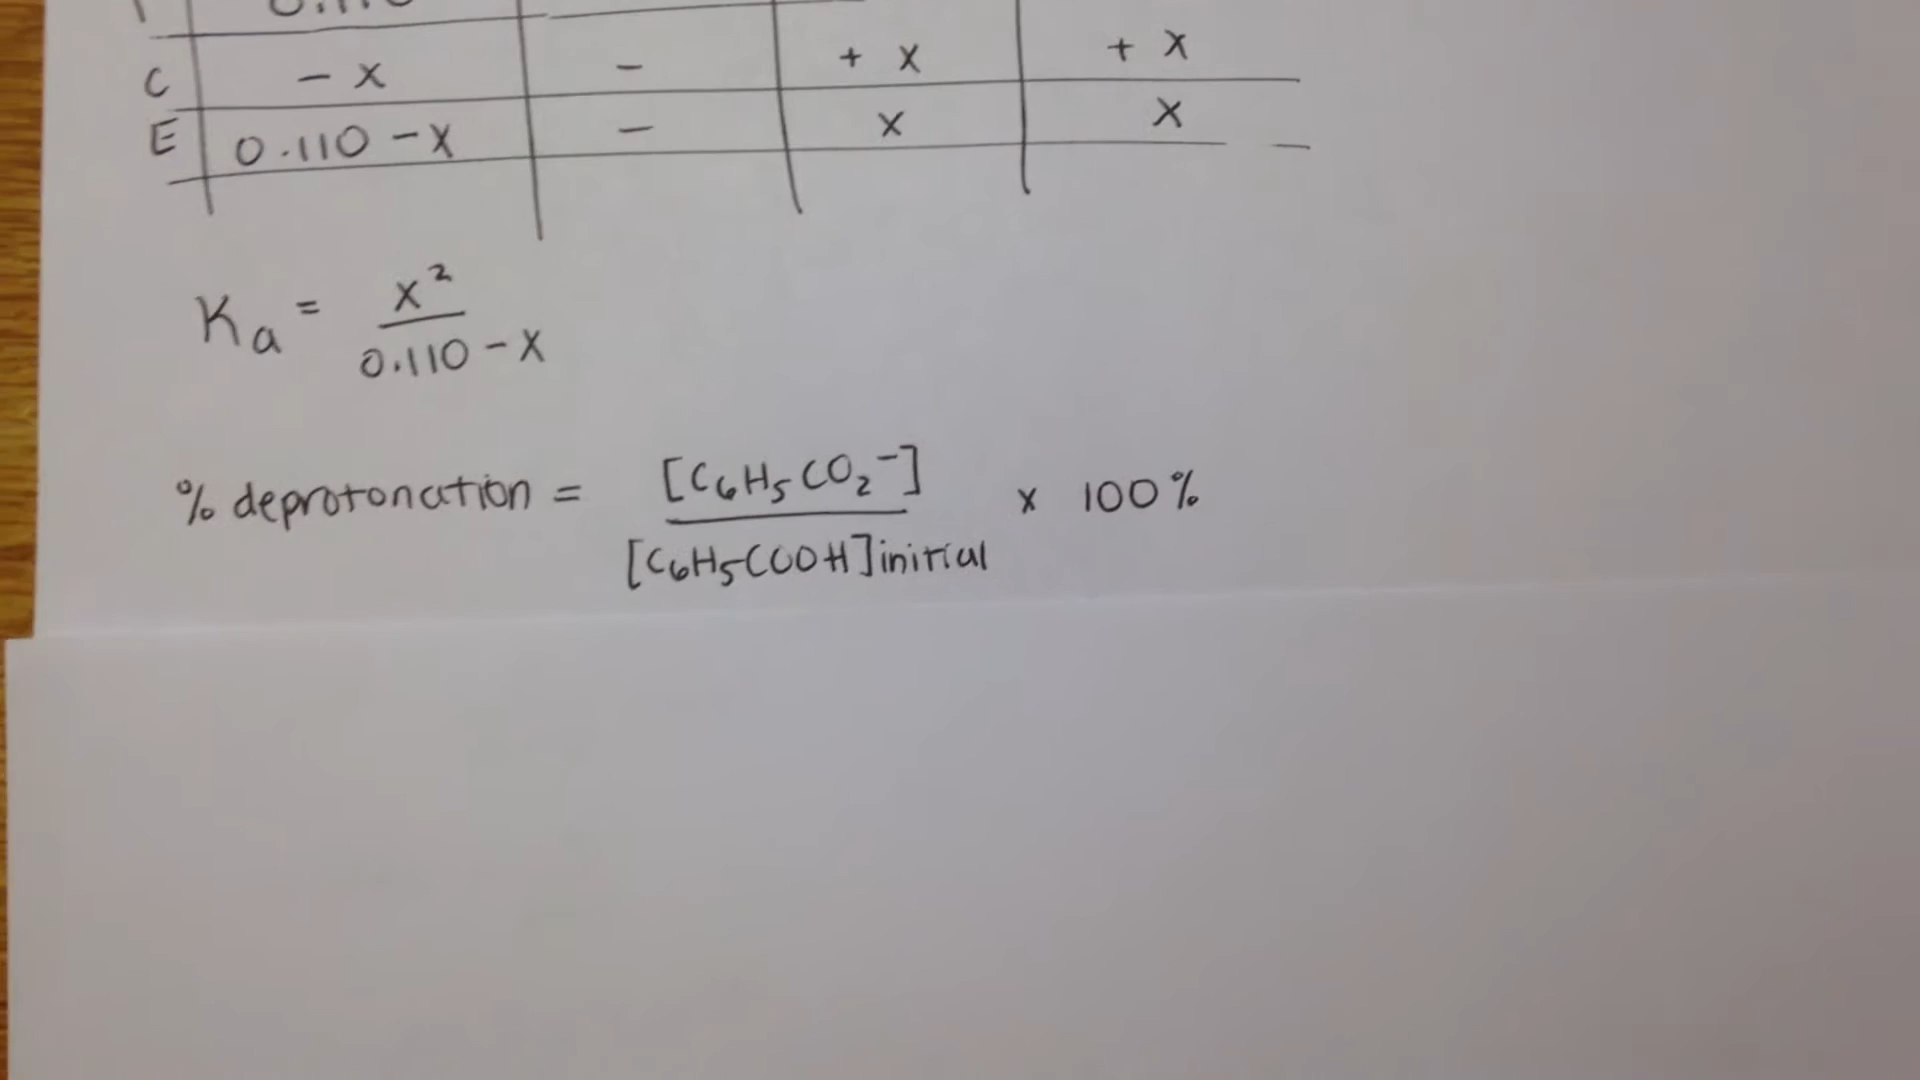 C - x - + x + x
E 0.110 - x - x x
Ka = x²
0.110 - x
% deprotonation = [C6H5CO2⁻] x 100%
[C6H5COOH]initial